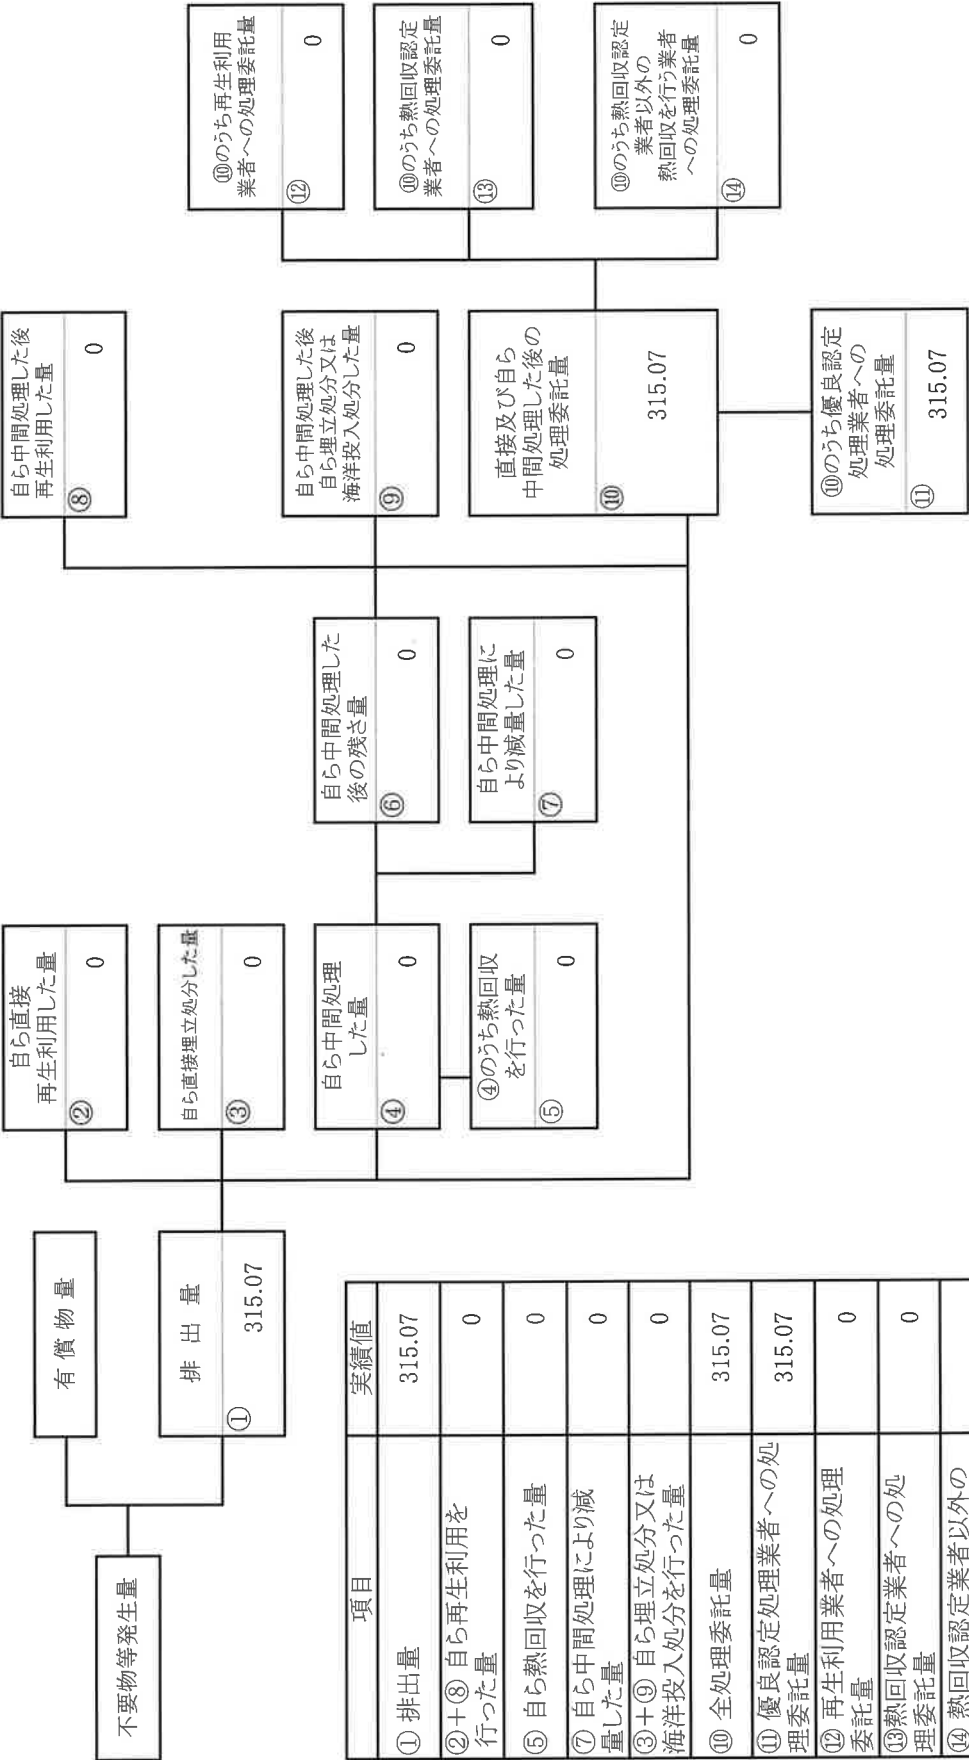 不要物等発生量
有償物量
排出量
①
315.07
自ら直接
再生利用した量
②
0
自ら直接埋立処分した量
③
0
自ら中間処理
した量
④
0
④のうち熱回収
を行った量
⑤
0
自ら中間処理した
後の残さ量
⑥
0
自ら中間処理に
より減量した量
⑦
0
自ら中間処理した後
再生利用した量
⑧
0
自ら中間処理した後
自ら埋立処分又は
海洋投入処分した量
⑨
0
直接及び自ら
中間処理した後の
処理委託量
⑩
315.07
⑩のうち優良認定
処理業者への
処理委託量
⑪
315.07
⑩のうち再生利用
業者への処理委託量
⑫
0
⑩のうち熱回収認定
業者への処理委託量
⑬
0
⑩のうち熱回収認定
業者以外の
熱回収を行う業者
への処理委託量
⑭
0
項目 実績値
① 排出量 315.07
②+⑧ 自ら再生利用を
行った量 0
⑤ 自ら熱回収を行った量 0
⑦ 自ら中間処理により減
量した量 0
③+⑨ 自ら埋立処分又は
海洋投入処分を行った量 0
⑩ 全処理委託量 315.07
⑪ 優良認定処理業者への処
理委託量 315.07
⑫ 再生利用業者への処理
委託量 0
⑬熱回収認定業者への処
理委託量 0
⑭ 熱回収認定業者以外の